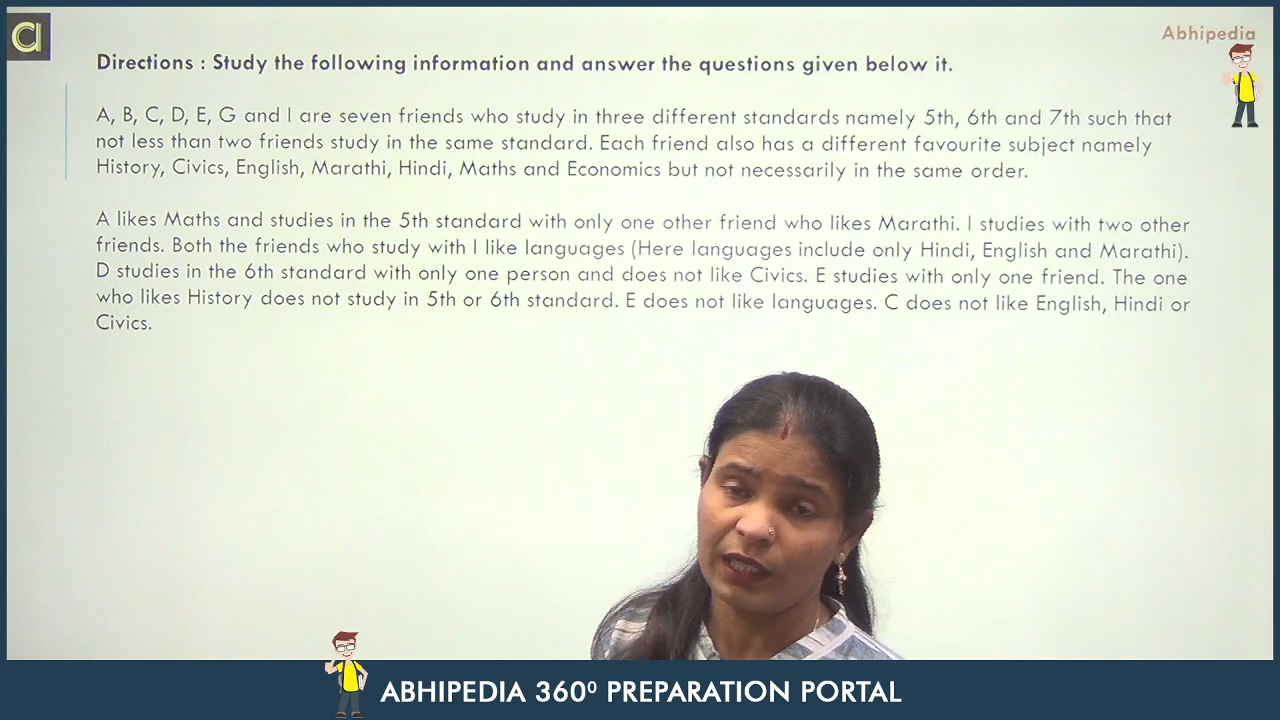 Abhipedia
Directions : Study the following information and answer the questions given below it.
A, B, C, D, E, G and I are seven friends who study in three different standards namely 5th, 6th and 7th such that
not less than two friends study in the same standard. Each friend also has a different favourite subject namely
History, Civics, English, Marathi, Hindi, Maths and Economics but not necessarily in the same order.
A likes Maths and studies in the 5th standard with only one other friend who likes Marathi. I studies with two other
friends. Both the friends who study with I like languages (Here languages include only Hindi, English and Marathi).
D studies in the 6th standard with only one person and does not like Civics. E studies with only one friend. The one
who likes History does not study in 5th or 6th standard. E does not like languages. C does not like English, Hindi or
Civics.
ABHIPEDIA 360⁰ PREPARATION PORTAL